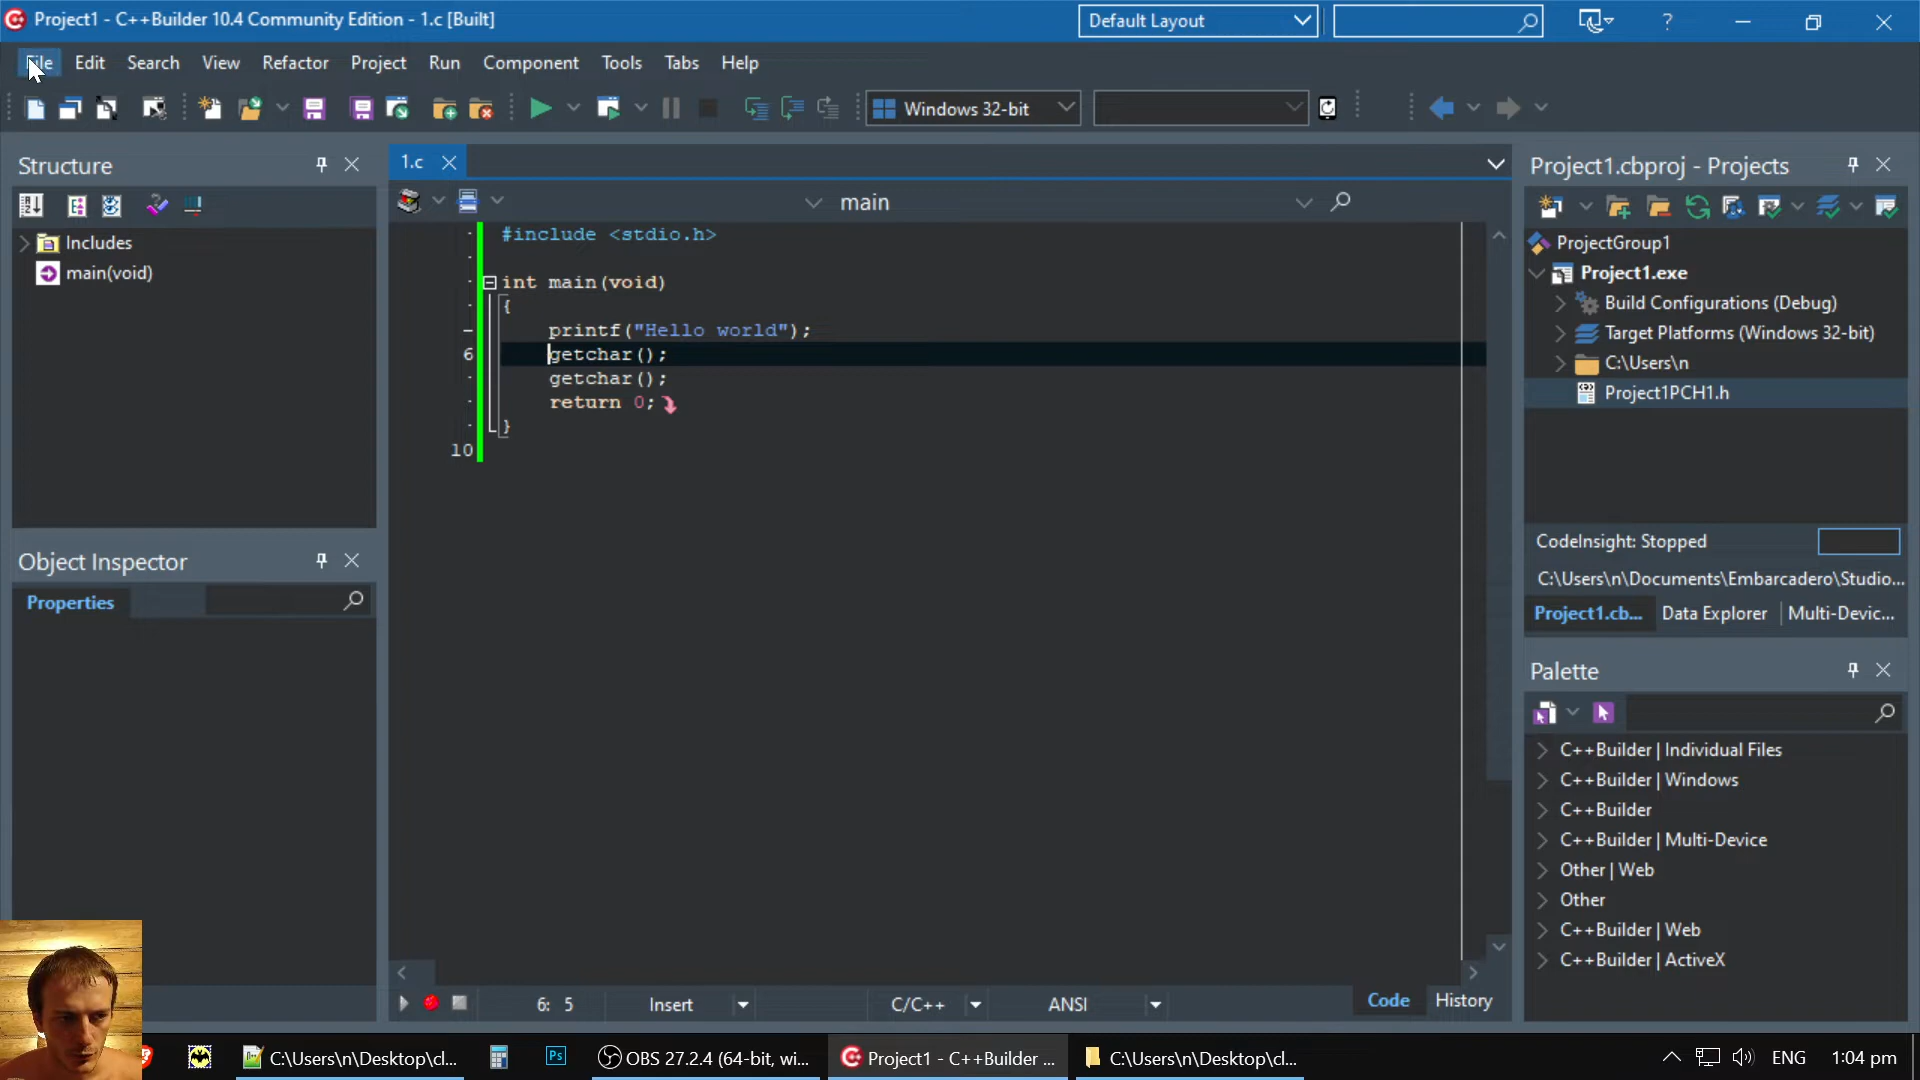 Project1 - C++Builder 10.4 Community Edition - 1.c [Built]
Default Layout
?
File Edit Search View Refactor Project Run Component Tools Tabs Help
Windows 32-bit
Structure
Includes
main(void)
Object Inspector
Properties
1.c
main
#include <stdio.h>
int main(void)
{
printf("Hello world");
6 getchar();
getchar();
return 0;
}
10
6: 5 Insert C/C++ ANSI Code History
Project1.cbproj - Projects
ProjectGroup1
Project1.exe
Build Configurations (Debug)
Target Platforms (Windows 32-bit)
C:\Users\n
Project1PCH1.h
CodeInsight: Stopped
C:\Users\n\Documents\Embarcadero\Studio...
Project1.cb... Data Explorer Multi-Devic...
Palette
C++Builder | Individual Files
C++Builder | Windows
C++Builder
C++Builder | Multi-Device
Other | Web
Other
C++Builder | Web
C++Builder | ActiveX
Ps
C:\Users\n\Desktop\cl... OBS 27.2.4 (64-bit, wi... Project1 - C++Builder ... C:\Users\n\Desktop\cl... ENG 1:04 pm